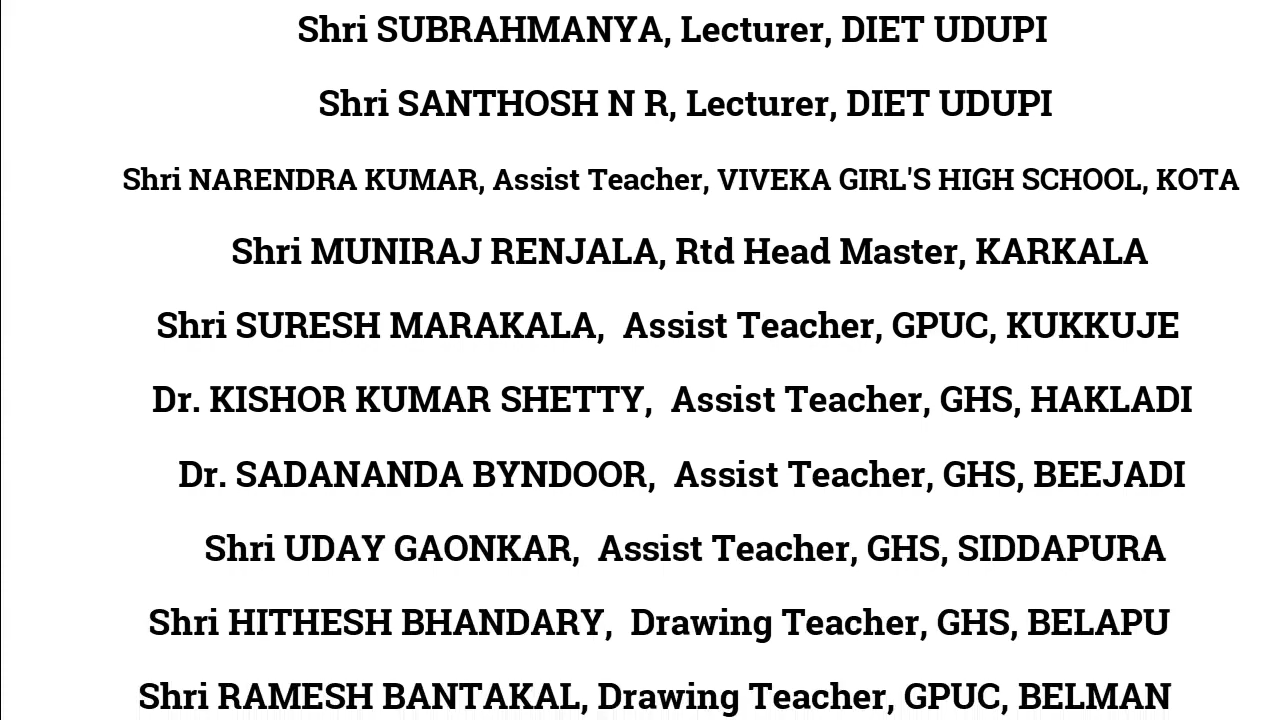 Shri SUBRAHMANYA, Lecturer, DIET UDUPI
Shri SANTHOSH N R, Lecturer, DIET UDUPI
Shri NARENDRA KUMAR, Assist Teacher, VIVEKA GIRL'S HIGH SCHOOL, KOTA
Shri MUNIRAJ RENJALA, Rtd Head Master, KARKALA
Shri SURESH MARAKALA,  Assist Teacher, GPUC, KUKKUJE
Dr. KISHOR KUMAR SHETTY,  Assist Teacher, GHS, HAKLADI
Dr. SADANANDA BYNDOOR,  Assist Teacher, GHS, BEEJADI
Shri UDAY GAONKAR,  Assist Teacher, GHS, SIDDAPURA
Shri HITHESH BHANDARY,  Drawing Teacher, GHS, BELAPU
Shri RAMESH BANTAKAL, Drawing Teacher, GPUC, BELMAN